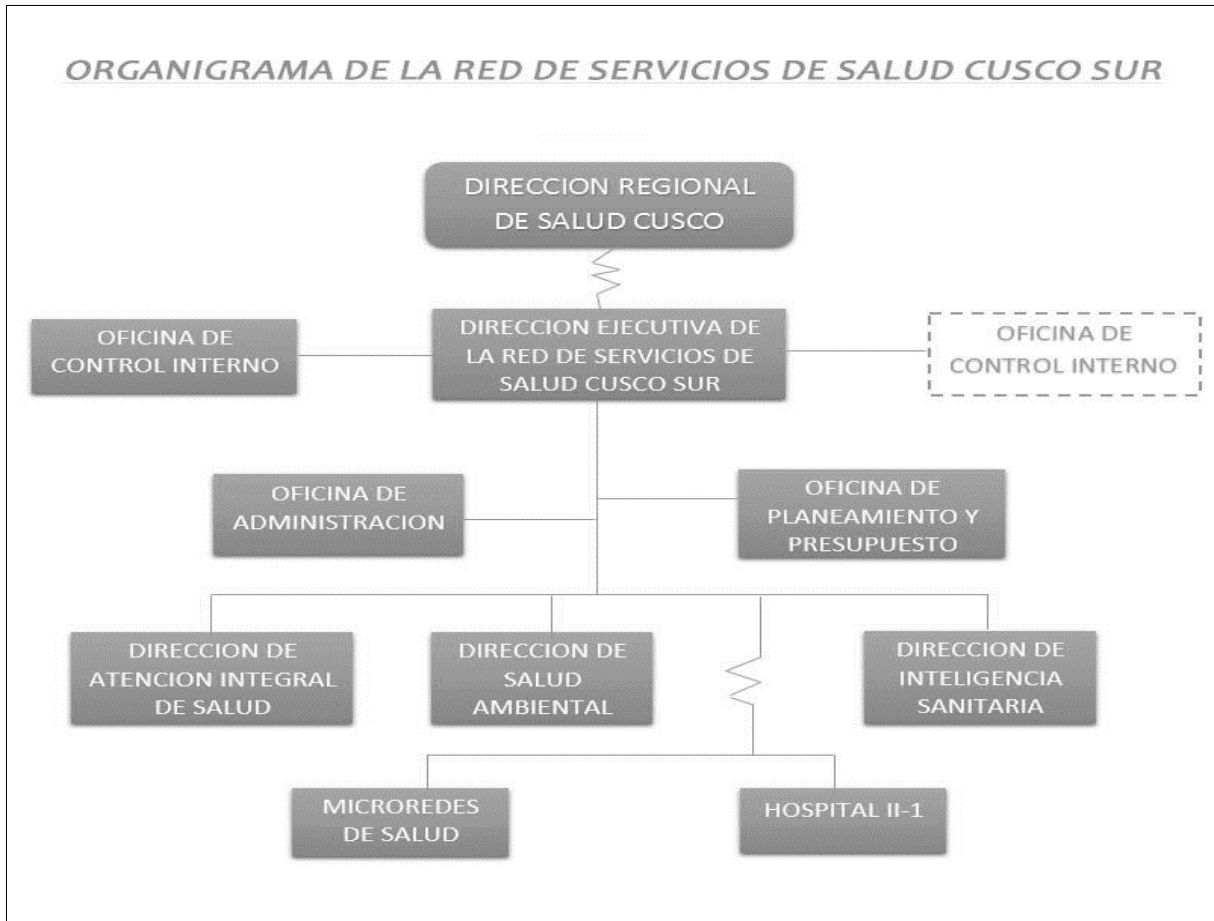 ORGANIGRAMA DE LA RED DE SERVICIOS DE SALUD CUSCO SUR
DIRECCION REGIONAL
DE SALUD CUSCO
OFICINA DE
CONTROL INTERNO
DIRECCION EJECUTIVA DE
LA RED DE SERVICIOS DE
SALUD CUSCO SUR
OFICINA DE
CONTROL INTERNO
OFICINA DE
ADMINISTRACION
OFICINA DE
PLANEAMIENTO Y
PRESUPUESTO
DIRECCION DE
ATENCION INTEGRAL
DE SALUD
DIRECCION DE
SALUD
AMBIENTAL
DIRECCION DE
INTELIGENCIA
SANITARIA
MICROREDES
DE SALUD
HOSPITAL II-1